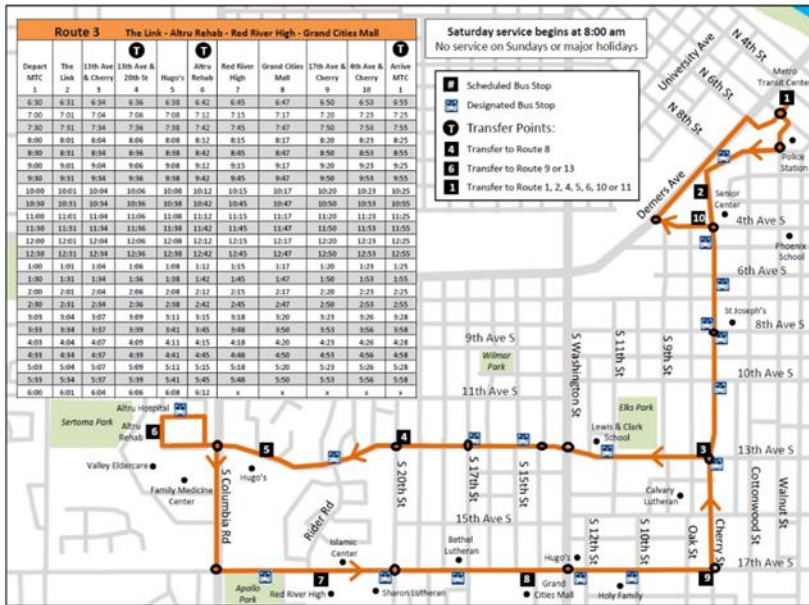 Route 3 The Link - Altru Rehab - Red River High - Grand Cities Mall
T T T
Depart MTC The Link 13th Ave & Cherry 13th Ave & 20th St Hugo's Altru Rehab Red River High Grand Cities Mall 17th Ave & Cherry 4th Ave & Cherry Arrive MTC
1 2 3 4 5 6 7 8 9 10 1
6:30 6:31 6:34 6:36 6:38 6:42 6:45 6:47 6:50 6:53 6:55
7:00 7:01 7:04 7:06 7:08 7:12 7:15 7:17 7:20 7:23 7:25
7:30 7:31 7:34 7:36 7:38 7:42 7:45 7:47 7:50 7:53 7:55
8:00 8:01 8:04 8:06 8:08 8:12 8:15 8:17 8:20 8:23 8:25
8:30 8:31 8:34 8:36 8:38 8:42 8:45 8:47 8:50 8:53 8:55
9:00 9:01 9:04 9:06 9:08 9:12 9:15 9:17 9:20 9:23 9:25
9:30 9:31 9:34 9:36 9:38 9:42 9:45 9:47 9:50 9:53 9:55
10:00 10:01 10:04 10:06 10:08 10:12 10:15 10:17 10:20 10:23 10:25
10:30 10:31 10:34 10:36 10:38 10:42 10:45 10:47 10:50 10:53 10:55
11:00 11:01 11:04 11:06 11:08 11:12 11:15 11:17 11:20 11:23 11:25
11:30 11:31 11:34 11:36 11:38 11:42 11:45 11:47 11:50 11:53 11:55
12:00 12:01 12:04 12:06 12:08 12:12 12:15 12:17 12:20 12:23 12:25
12:30 12:31 12:34 12:36 12:38 12:42 12:45 12:47 12:50 12:53 12:55
1:00 1:01 1:04 1:06 1:08 1:12 1:15 1:17 1:20 1:23 1:25
1:30 1:31 1:34 1:36 1:38 1:42 1:45 1:47 1:50 1:53 1:55
2:00 2:01 2:04 2:06 2:08 2:12 2:15 2:17 2:20 2:23 2:25
2:30 2:31 2:34 2:36 2:38 2:42 2:45 2:47 2:50 2:53 2:55
3:03 3:04 3:07 3:09 3:11 3:15 3:18 3:20 3:23 3:26 3:28
3:33 3:34 3:37 3:39 3:41 3:45 3:48 3:50 3:53 3:56 3:58
4:03 4:04 4:07 4:09 4:11 4:15 4:18 4:20 4:23 4:26 4:28
4:33 4:34 4:37 4:39 4:41 4:45 4:48 4:50 4:53 4:56 4:58
5:03 5:04 5:07 5:09 5:11 5:15 5:18 5:20 5:23 5:26 5:28
5:33 5:34 5:37 5:39 5:41 5:45 5:48 5:50 5:53 5:56 5:58
6:00 6:01 6:04 6:06 6:08 6:12 x x x x x
Saturday service begins at 8:00 am
No service on Sundays or major holidays
# Scheduled Bus Stop
Designated Bus Stop
T Transfer Points:
4 Transfer to Route 8
6 Transfer to Route 9 or 13
1 Transfer to Route 1, 2, 4, 5, 6, 10 or 11
N 4th St
University Ave
N 6th St
N 8th St
Metro Transit Center
1
Police Station
Demers Ave
2
Senior Center
10
4th Ave S
Phoenix School
6th Ave S
St Joseph's
8th Ave S
9th Ave S
S Washington St
S 11th St
S 9th St
Wilmar Park
10th Ave S
11th Ave S
Elks Park
Sertoma Park
Altru Hospital
Altru Rehab
6
Lewis & Clark School
5
4
3
13th Ave S
Hugo's
Valley Eldercare
Family Medicine Center
S Columbia Rd
Rider Rd
S 20th St
S 17th St
S 15th St
Calvary Lutheran
Cottonwood St
Walnut St
15th Ave S
Islamic Center
Bethel Lutheran
Hugo's
S 12th St
S 10th St
Oak St
Cherry St
17th Ave S
Apollo Park
7
Red River High
Sharon Lutheran
8
Grand Cities Mall
Holy Family
9